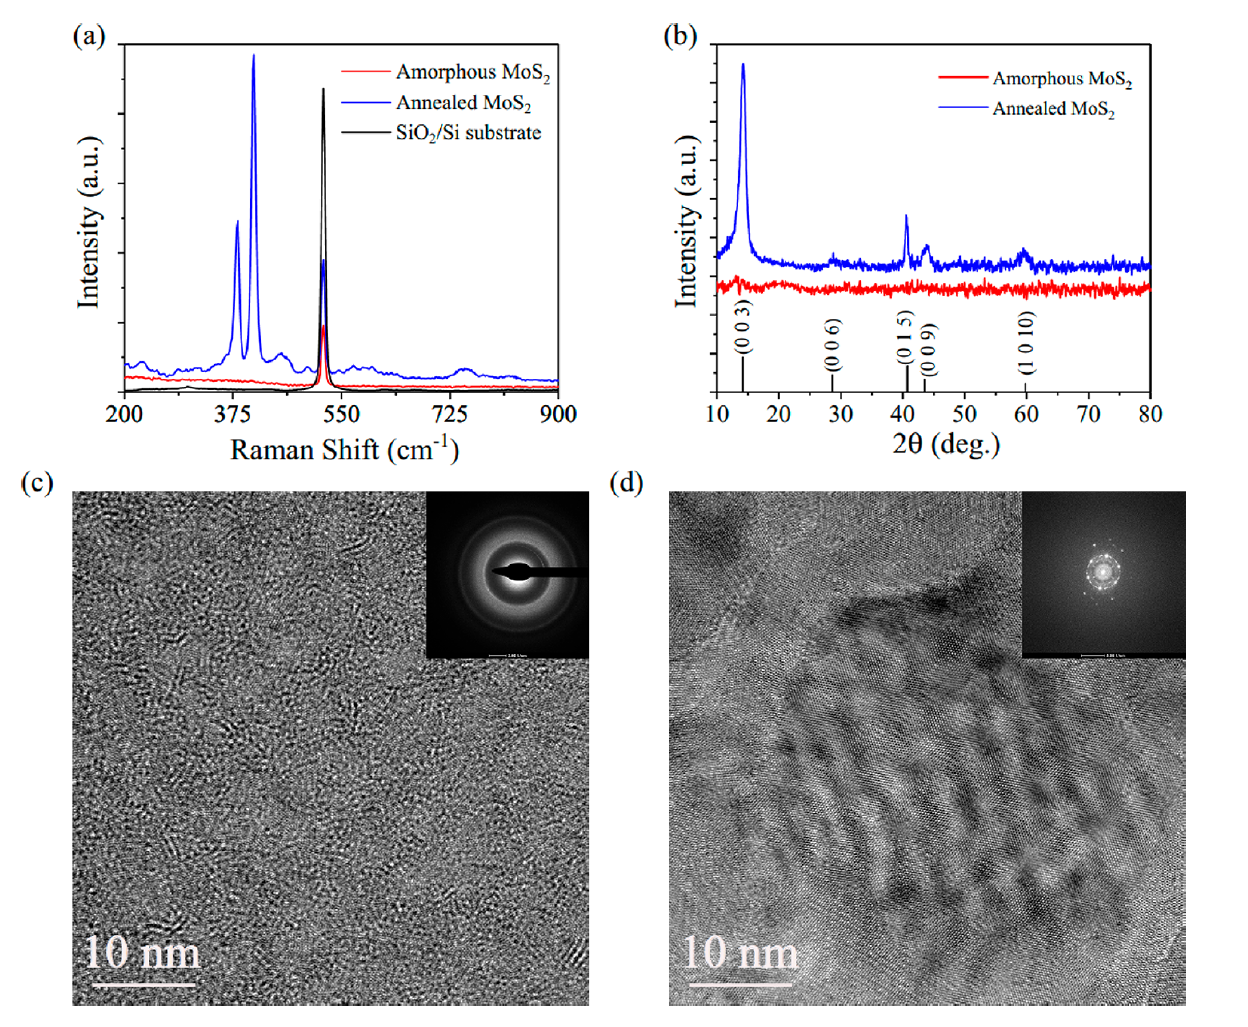 (a)
Amorphous MoS₂
Annealed MoS₂
SiO₂/Si substrate
Intensity (a.u.)
200 375 550 725 900
Raman Shift (cm⁻¹)
(b)
Amorphous MoS₂
Annealed MoS₂
Intensity (a.u.)
(0 0 3)
(0 0 6)
(0 1 5)
(0 0 9)
(1 0 10)
10 20 30 40 50 60 70 80
2θ (deg.)
(c)
10 nm
(d)
10 nm